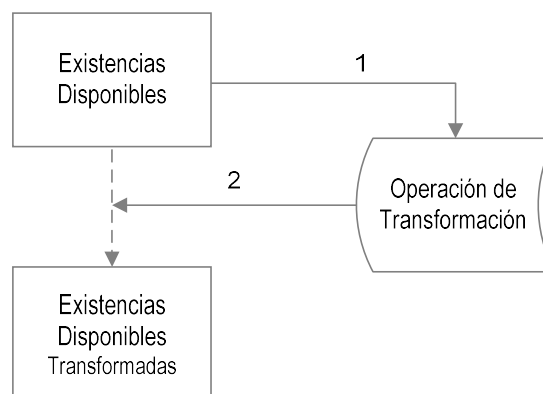 Existencias
Disponibles
1
2
Operación de
Transformación
Existencias
Disponibles
Transformadas